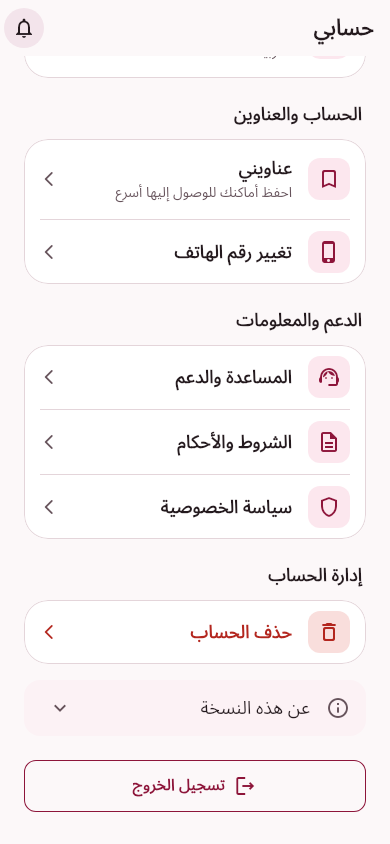 حسابي
الحساب والعناوين
عناويني
احفظ أماكنك للوصول إليها أسرع
تغيير رقم الهاتف
الدعم والمعلومات
المساعدة والدعم
الشروط والأحكام
سياسة الخصوصية
إدارة الحساب
حذف الحساب
عن هذه النسخة
تسجيل الخروج